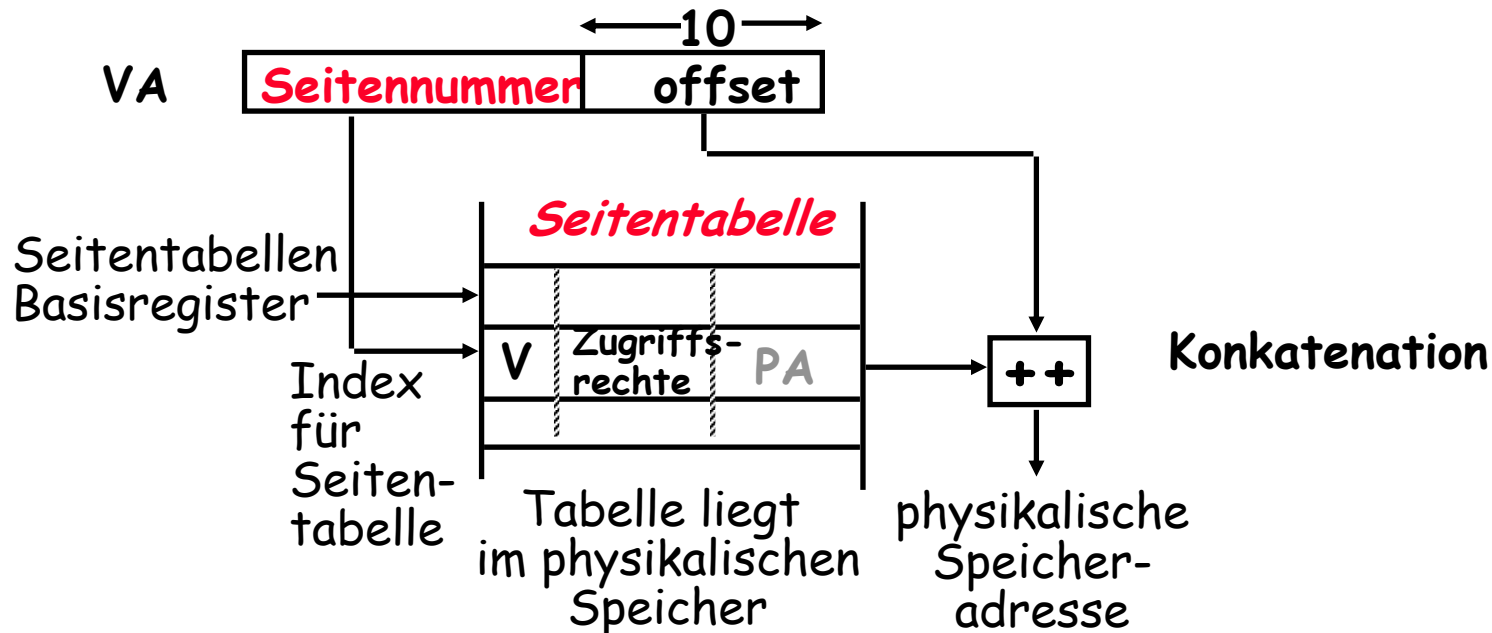 10
VA
Seitennummer
offset
Seitentabelle
Seitentabellen
Basisregister
V
Zugriffs-
rechte
PA
++
Konkatenation
Index
für
Seiten-
tabelle
Tabelle liegt
im physikalischen
Speicher
physikalische
Speicher-
adresse